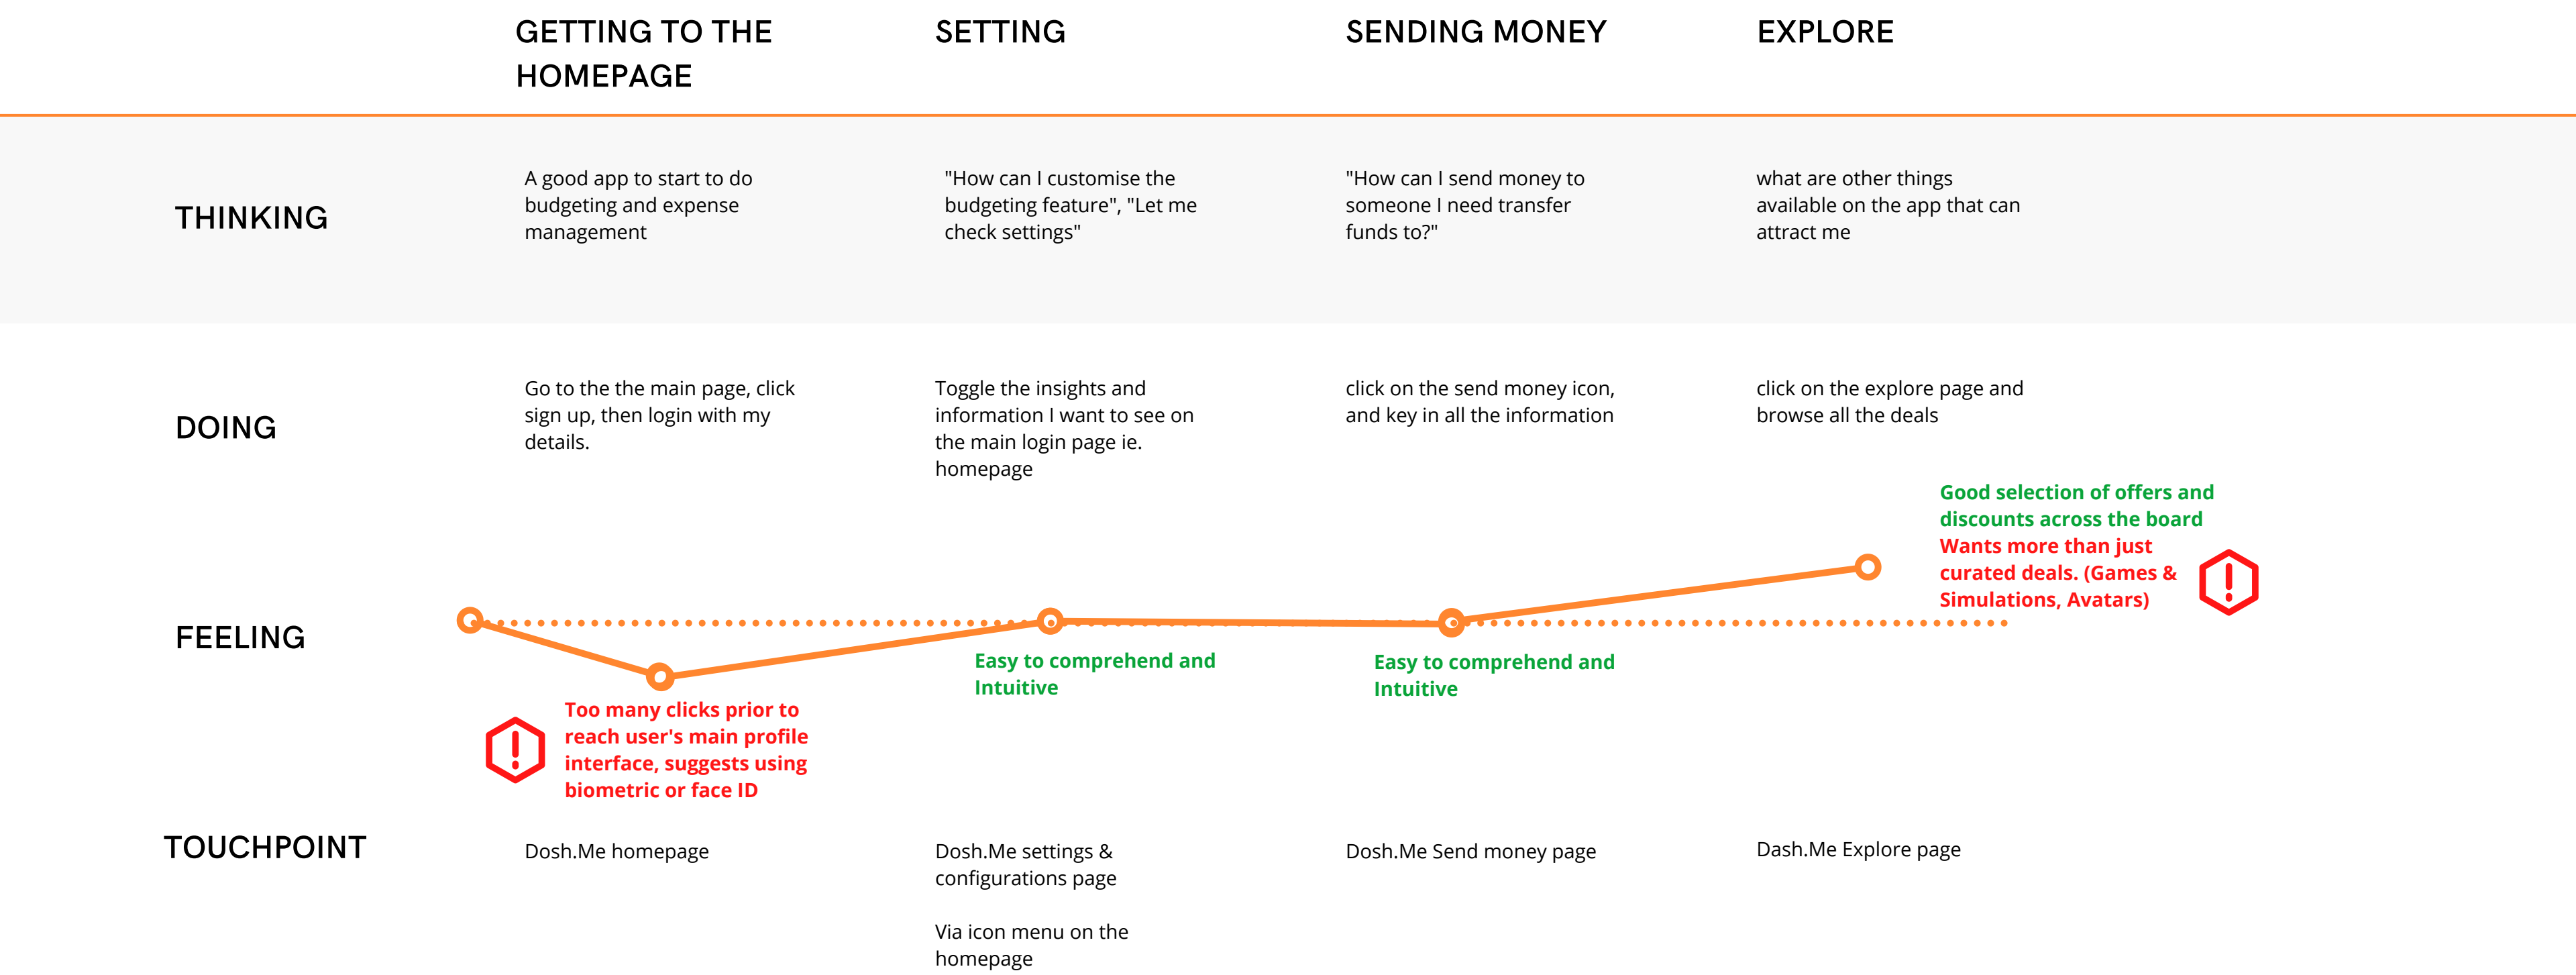 GETTING TO THE
HOMEPAGE
SETTING
SENDING MONEY
EXPLORE
THINKING
A good app to start to do
budgeting and expense
management
"How can I customise the
budgeting feature", "Let me
check settings"
"How can I send money to
someone I need transfer
funds to?"
what are other things
available on the app that can
attract me
DOING
Go to the the main page, click
sign up, then login with my
details.
Toggle the insights and
information I want to see on
the main login page ie.
homepage
click on the send money icon,
and key in all the information
click on the explore page and
browse all the deals
FEELING
Too many clicks prior to
reach user's main profile
interface, suggests using
biometric or face ID
Easy to comprehend and
Intuitive
Easy to comprehend and
Intuitive
Good selection of offers and
discounts across the board
Wants more than just
curated deals. (Games &
Simulations, Avatars)
TOUCHPOINT
Dosh.Me homepage
Dosh.Me settings &
configurations page
Via icon menu on the
homepage
Dosh.Me Send money page
Dash.Me Explore page